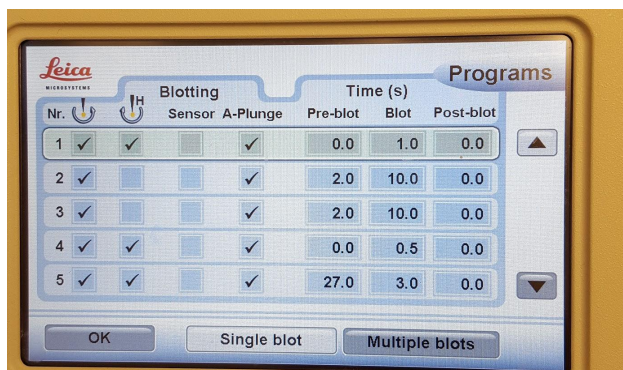 Leica
MICROSYSTEMS
Programs
Blotting
Time (s)
H
Nr. Sensor A-Plunge Pre-blot Blot Post-blot
1 ✓ ✓ ✓ 0.0 1.0 0.0
2 ✓ ✓ 2.0 10.0 0.0
3 ✓ ✓ 2.0 10.0 0.0
4 ✓ ✓ ✓ 0.0 0.5 0.0
5 ✓ ✓ ✓ 27.0 3.0 0.0
OK Single blot Multiple blots